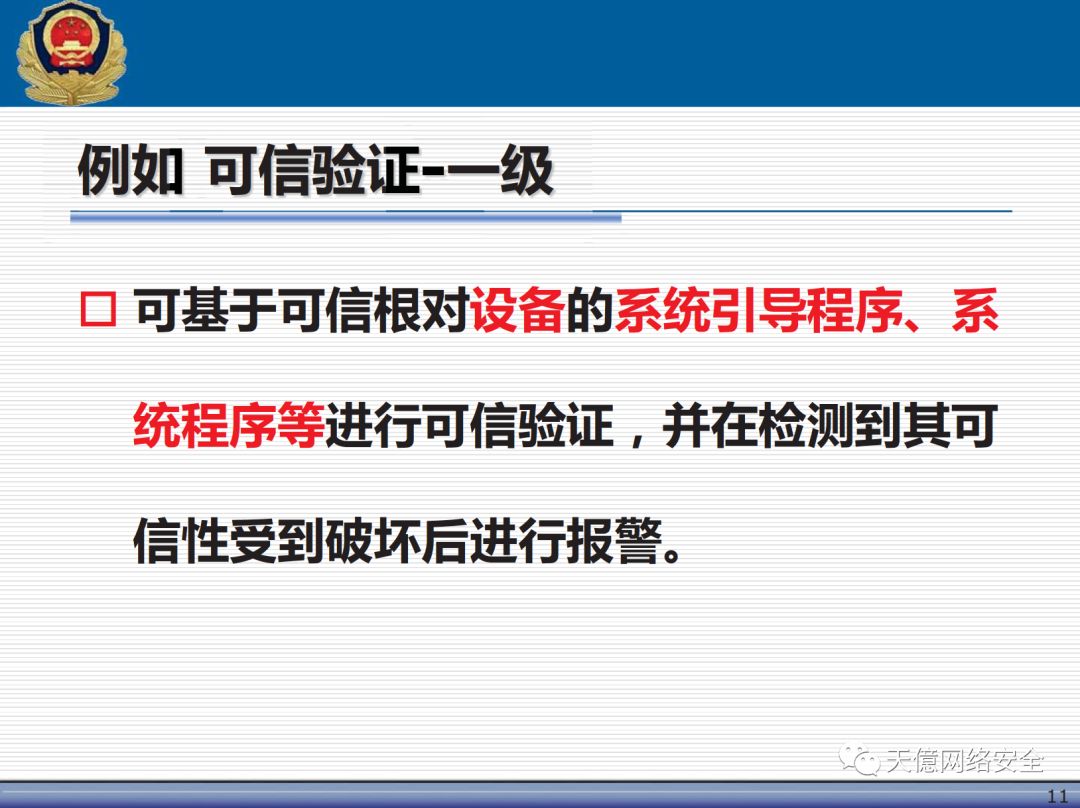 例如 可信验证-一级
可基于可信根对设备的系统引导程序、系
统程序等进行可信验证，并在检测到其可
信性受到破坏后进行报警。
天億网络安全
11